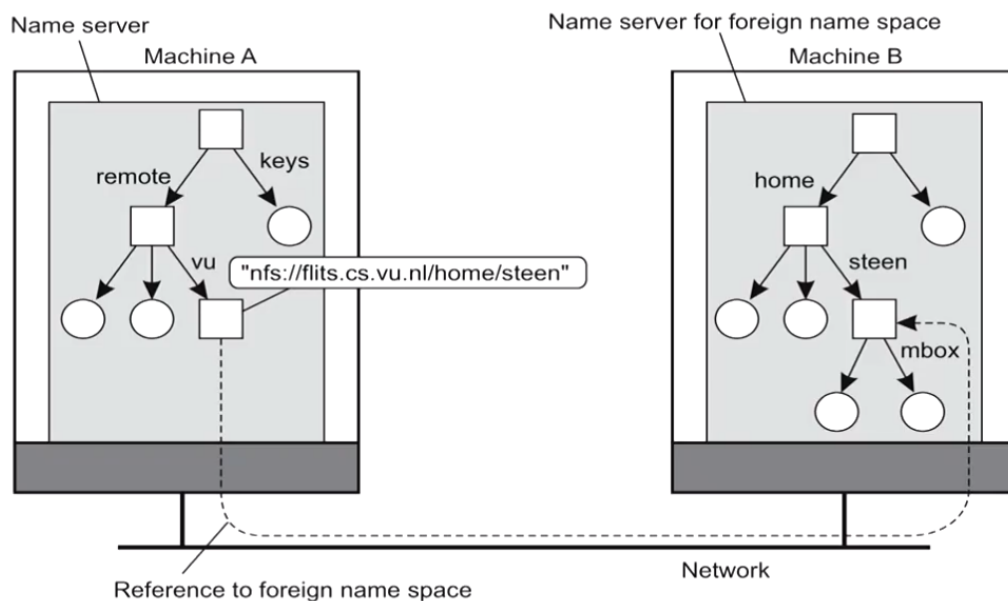 Name server
Name server for foreign name space
Machine A
Machine B
keys
remote
home
vu
"nfs://flits.cs.vu.nl/home/steen"
steen
mbox
Network
Reference to foreign name space